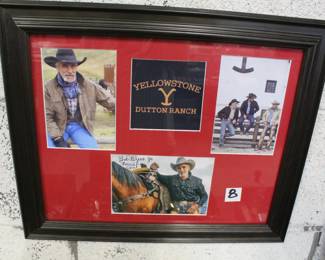 YELLOWSTONE
Y
DUTTON RANCH
B